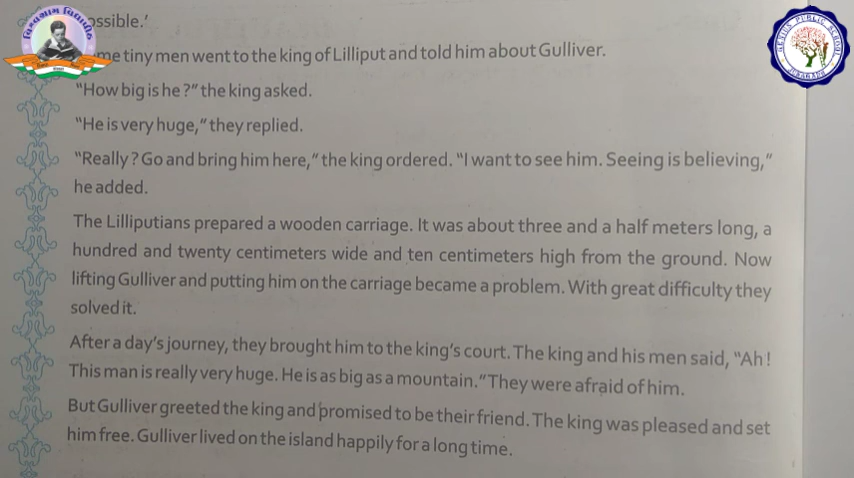 ossible.'
me tiny men went to the king of Lilliput and told him about Gulliver.
"How big is he ?" the king asked.
"He is very huge," they replied.
"Really ? Go and bring him here," the king ordered. "I want to see him. Seeing is believing,"
he added.
The Lilliputians prepared a wooden carriage. It was about three and a half meters long, a
hundred and twenty centimeters wide and ten centimeters high from the ground. Now
lifting Gulliver and putting him on the carriage became a problem. With great difficulty they
solved it.
After a day's journey, they brought him to the king's court. The king and his men said, "Ah !
This man is really very huge. He is as big as a mountain." They were afraid of him.
But Gulliver greeted the king and promised to be their friend. The king was pleased and set
him free. Gulliver lived on the island happily for a long time.
GENIUS PUBLIC SCHOOL
JUNAGADH